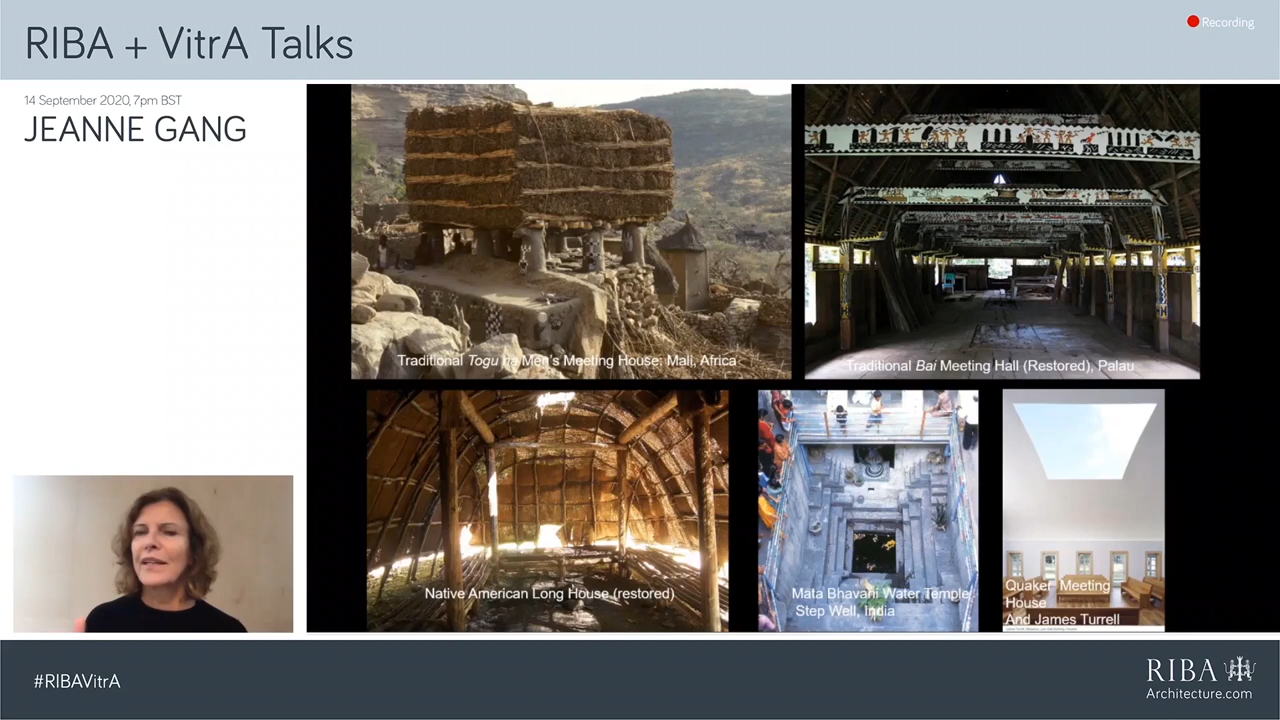 RIBA + VitrA Talks
Recording
14 September 2020, 7pm BST
JEANNE GANG
Traditional Togu na Men's Meeting House: Mali, Africa
Traditional Bai Meeting Hall (Restored), Palau
Native American Long House (restored)
Mata Bhavani Water Temple
Step Well, India
Quaker Meeting
House
And James Turrell
#RIBAVitrA
RIBA
Architecture.com